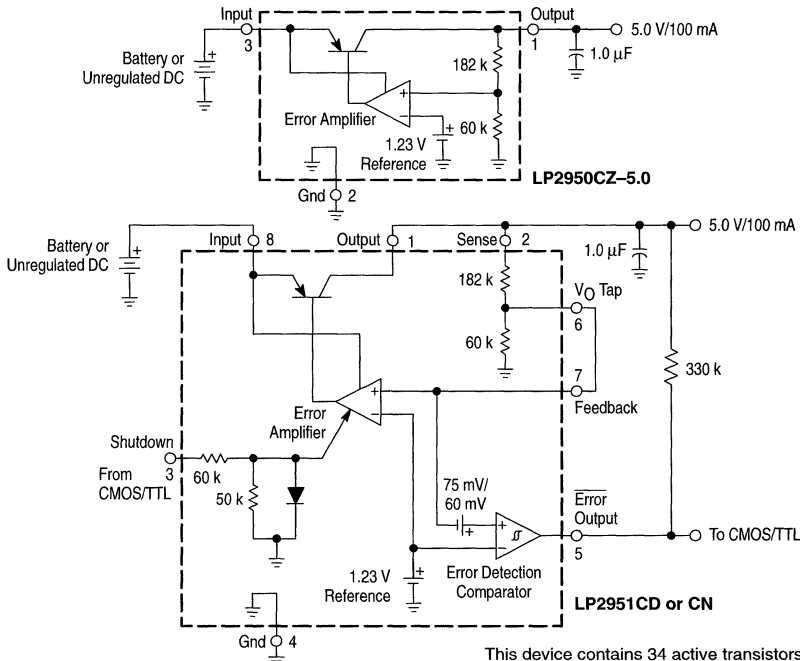 Input
3
Output
1
5.0 V/100 mA
Battery or
Unregulated DC
+
182 k
1.0 µF
Error Amplifier
+
−
60 k
+
1.23 V
Reference
Gnd 2
LP2950CZ–5.0
Battery or
Unregulated DC
+
Input 8
Output 1
Sense 2
5.0 V/100 mA
1.0 µF
182 k
VO Tap
6
60 k
330 k
7
Feedback
+
−
Error
Amplifier
Shutdown
3
From
CMOS/TTL
60 k
50 k
75 mV/
60 mV
+
+
−
Error
Output
5
To CMOS/TTL
1.23 V
Reference
+
Error Detection
Comparator
LP2951CD or CN
Gnd 4
This device contains 34 active transistors